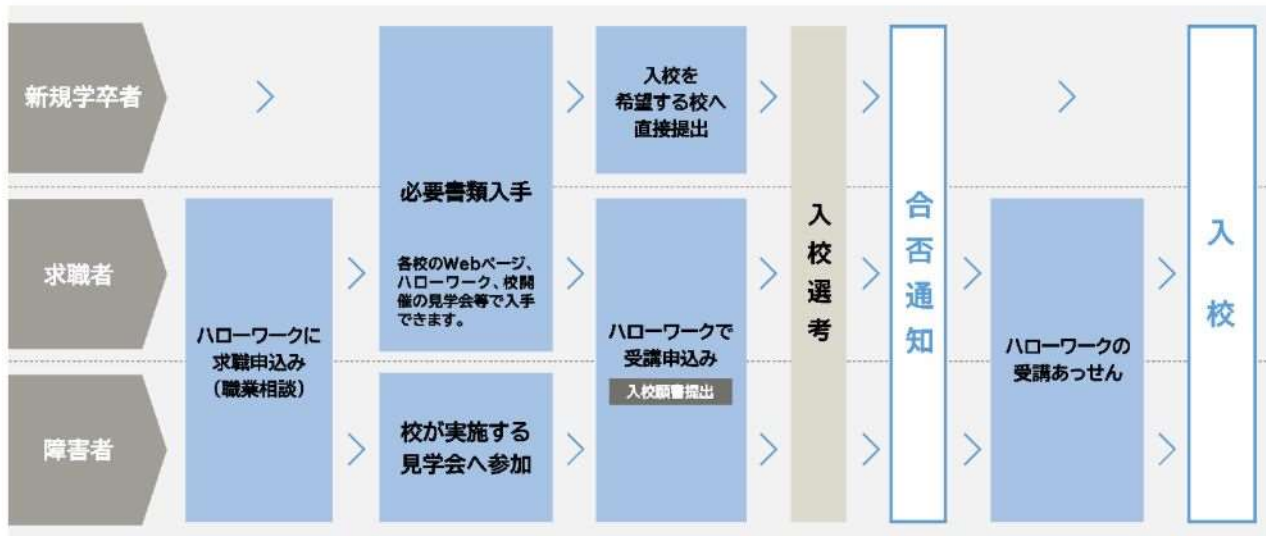 新規学卒者
求職者
障害者
ハローワークに
求職申込み
（職業相談）
必要書類入手
各校のWebページ、
ハローワーク、校開
催の見学会等で入手
できます。
校が実施する
見学会へ参加
入校を
希望する校へ
直接提出
ハローワークで
受講申込み
入校願書提出
入校選考
合否通知
ハローワークの
受講あっせん
入校